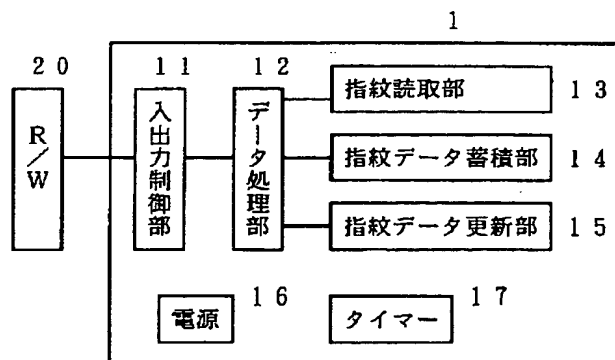 1
20
11
12
R/W
入出力制御部
データ処理部
指紋読取部
13
指紋データ蓄積部
14
指紋データ更新部
15
電源
16
タイマー
17